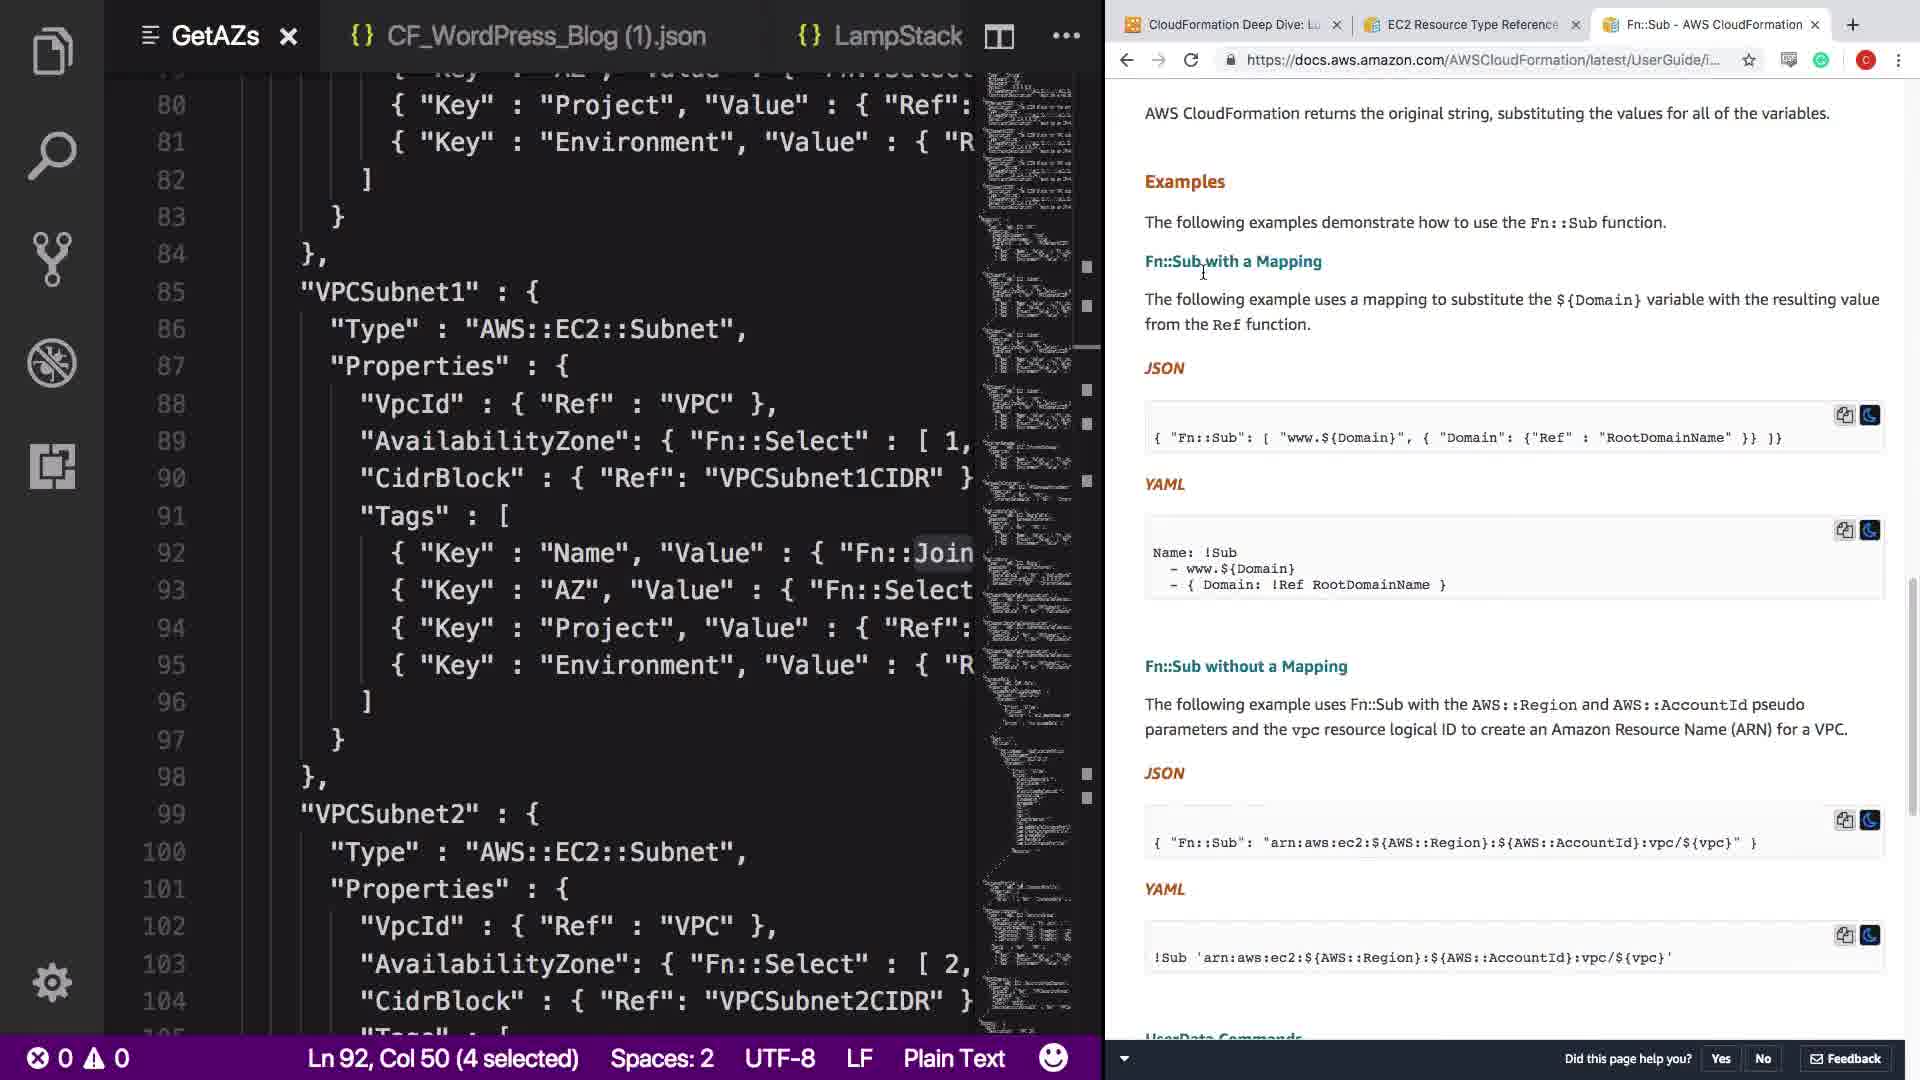 GetAZs
{} CF_WordPress_Blog (1).json
{} LampStack
80 { "Key" : "Project", "Value" : { "Ref":
81 { "Key" : "Environment", "Value" : { "R
82 ]
83 }
84 },
85 "VPCSubnet1" : {
86 "Type" : "AWS::EC2::Subnet",
87 "Properties" : {
88 "VpcId" : { "Ref" : "VPC" },
89 "AvailabilityZone": { "Fn::Select" : [ 1,
90 "CidrBlock" : { "Ref": "VPCSubnet1CIDR" }
91 "Tags" : [
92 { "Key" : "Name", "Value" : { "Fn::Join
93 { "Key" : "AZ", "Value" : { "Fn::Select
94 { "Key" : "Project", "Value" : { "Ref":
95 { "Key" : "Environment", "Value" : { "R
96 ]
97 }
98 },
99 "VPCSubnet2" : {
100 "Type" : "AWS::EC2::Subnet",
101 "Properties" : {
102 "VpcId" : { "Ref" : "VPC" },
103 "AvailabilityZone": { "Fn::Select" : [ 2,
104 "CidrBlock" : { "Ref": "VPCSubnet2CIDR" }
0 0
Ln 92, Col 50 (4 selected) Spaces: 2 UTF-8 LF Plain Text
CloudFormation Deep Dive: Lu
EC2 Resource Type Reference
Fn::Sub - AWS CloudFormation
https://docs.aws.amazon.com/AWSCloudFormation/latest/UserGuide/i...
C
AWS CloudFormation returns the original string, substituting the values for all of the variables.
Examples
The following examples demonstrate how to use the Fn::Sub function.
Fn::Sub with a Mapping
The following example uses a mapping to substitute the ${Domain} variable with the resulting value
from the Ref function.
JSON
{ "Fn::Sub": [ "www.${Domain}", { "Domain": {"Ref" : "RootDomainName" }} ]}
YAML
Name: !Sub
- www.${Domain}
- { Domain: !Ref RootDomainName }
Fn::Sub without a Mapping
The following example uses Fn::Sub with the AWS::Region and AWS::AccountId pseudo
parameters and the vpc resource logical ID to create an Amazon Resource Name (ARN) for a VPC.
JSON
{ "Fn::Sub": "arn:aws:ec2:${AWS::Region}:${AWS::AccountId}:vpc/${vpc}" }
YAML
!Sub 'arn:aws:ec2:${AWS::Region}:${AWS::AccountId}:vpc/${vpc}'
UserData Commands
Did this page help you? Yes No Feedback